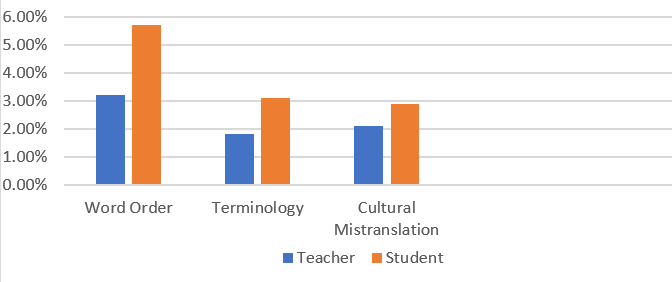 6.00%
5.00%
4.00%
3.00%
2.00%
1.00%
0.00%
Word Order
Terminology
Cultural
Mistranslation
Teacher
Student